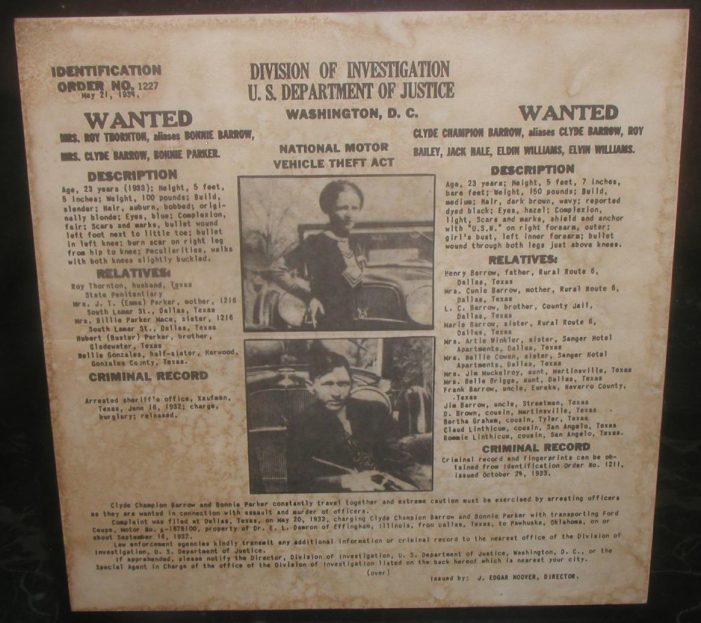 IDENTIFICATION
ORDER NO. 1227
May 21, 1934.
DIVISION OF INVESTIGATION
U. S. DEPARTMENT OF JUSTICE
WASHINGTON, D. C.
NATIONAL MOTOR
VEHICLE THEFT ACT
WANTED
MRS. ROY THORNTON, aliases BONNIE BARROW,
MRS. CLYDE BARROW, BONNIE PARKER.
DESCRIPTION
Age, 23 years (1933); Height, 5 feet,
5 inches; Weight, 100 pounds; Build,
slender; Hair, auburn, bobbed; origi-
nally blonde; Eyes, blue; Complexion,
fair; Scars and marks, bullet wound
left foot next to little toe; bullet
in left knee; burn scar on right leg
from hip to knee; Peculiarities, walks
with both knees slightly buckled.
RELATIVES:
Roy Thornton, husband, Texas
State Penitentiary
Mrs. J. T. (Emma) Parker, mother, 1216
South Lamar St., Dallas, Texas
Mrs. Billie Parker Mace, sister, 1216
South Lamar St., Dallas, Texas
Hubert (Buster) Parker, brother,
Gladewater, Texas
Bellie Gonzales, half-sister, Harwood,
Gonzales County, Texas.
CRIMINAL RECORD
Arrested sheriff's office, Kaufman,
Texas, June 16, 1932; charge,
burglary; released.
WANTED
CLYDE CHAMPION BARROW, aliases CLYDE BARROW, ROY
BAILEY, JACK HALE, ELDIN WILLIAMS, ELVIN WILLIAMS.
DESCRIPTION
Age, 23 years; Height, 5 feet, 7 inches,
bare feet; Weight, 150 pounds; Build,
medium; Hair, dark brown, wavy; reported
dyed black; Eyes, hazel; Complexion,
light; Scars and marks, shield and anchor
with "U.S.N." on right forearm, outer;
girl's bust, left inner forearm; bullet
wound through both legs just above knees.
RELATIVES:
Henry Barrow, father, Rural Route 6,
Dallas, Texas
Mrs. Cumie Barrow, mother, Rural Route 6,
Dallas, Texas
L. C. Barrow, brother, County Jail,
Dallas, Texas
Marie Barrow, sister, Rural Route 6,
Dallas, Texas
Mrs. Artie Winkler, sister, Sanger Hotel
Apartments, Dallas, Texas
Mrs. Nellie Cowan, sister, Sanger Hotel
Apartments, Dallas, Texas
Mrs. Jim Muckelroy, aunt, Martinsville, Texas
Mrs. Belle Briggs, aunt, Dallas, Texas
Frank Barrow, uncle, Eureka, Navarro County,
Texas
Jim Barrow, uncle, Streetman, Texas
D. Brown, cousin, Martinsville, Texas
Bertha Graham, cousin, Tyler, Texas
Claud Linthicum, cousin, San Angelo, Texas
Rommie Linthicum, cousin, San Angelo, Texas.
CRIMINAL RECORD
Criminal record and fingerprints can be ob-
tained from Identification Order No. 1211,
issued October 24, 1933.
Clyde Champion Barrow and Bonnie Parker constantly travel together and extreme caution must be exercised by arresting officers
as they are wanted in connection with assault and murder of officers.
Complaint was filed at Dallas, Texas, on May 20, 1933, charging Clyde Champion Barrow and Bonnie Parker with transporting Ford
Coupe, Motor No. property of Dr. E. L. Damron of Effingham, Illinois, from Dallas, Texas, to Pawhuska, Oklahoma, on or
about September 16, 1932.
Law enforcement agencies kindly transmit any additional information or criminal record to the nearest office of the Division of
Investigation, U. S. Department of Justice.
If apprehended, please notify the Director, Division of Investigation, U. S. Department of Justice, Washington, D. C., or the
Special Agent in Charge of the office of the Division of Investigation listed on the back hereof which is nearest your city.
(over)
Issued by: J. EDGAR HOOVER, DIRECTOR.